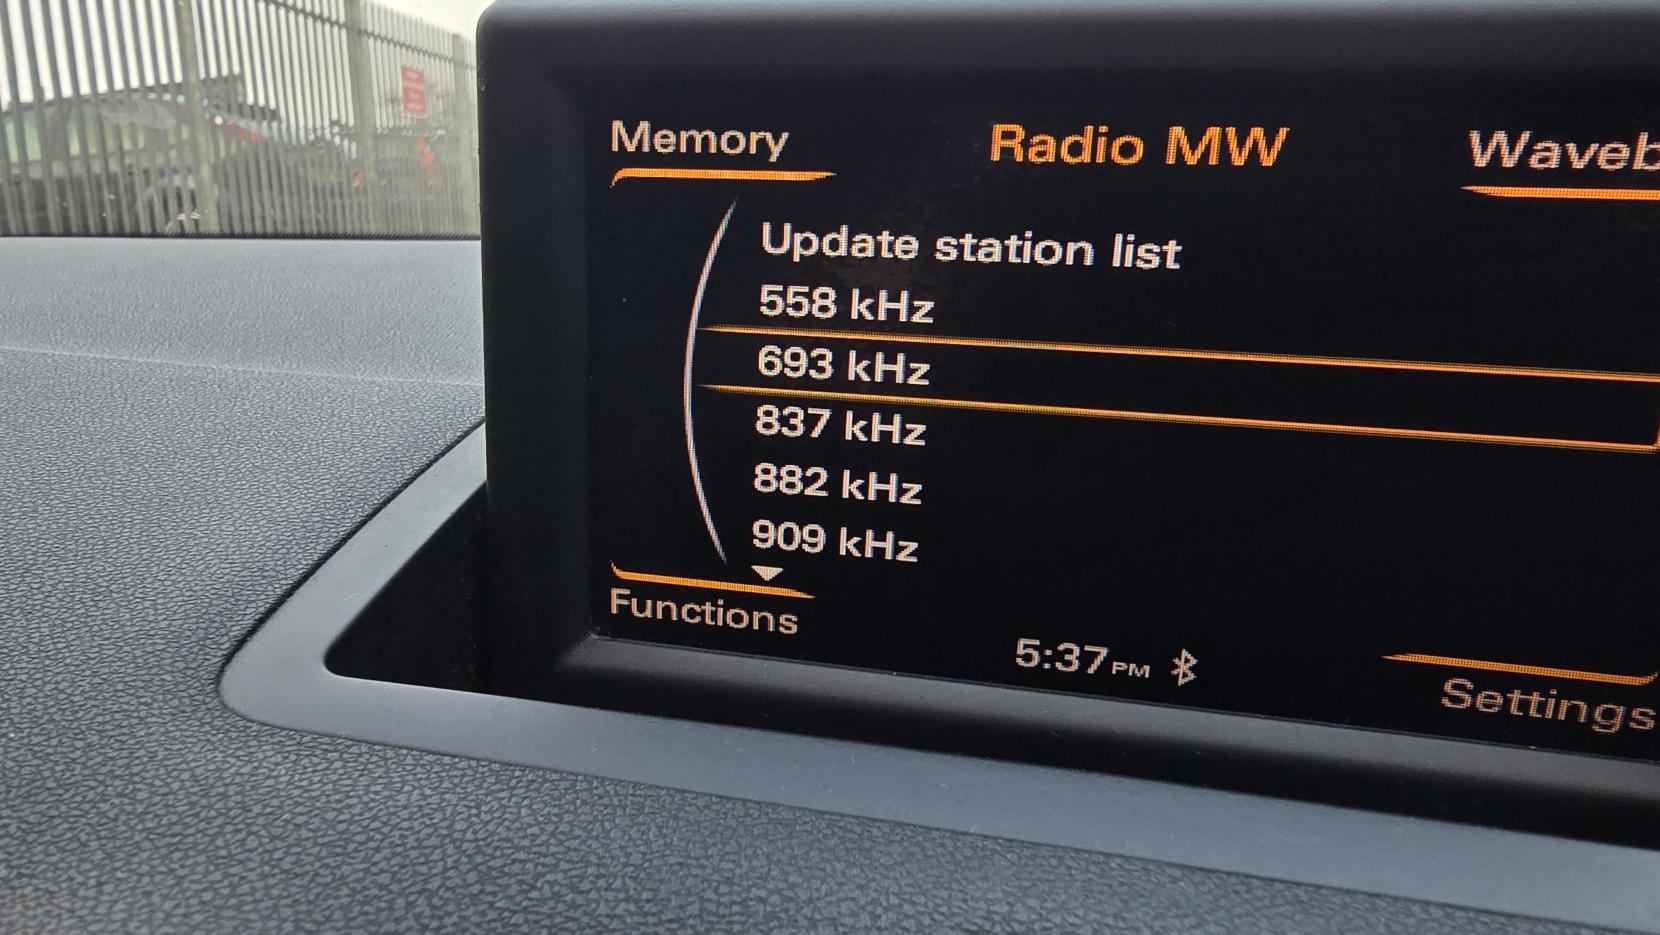 Memory
Radio MW
Waveb
Update station list
558 kHz
693 kHz
837 kHz
882 kHz
909 kHz
Functions
5:37 PM
Settings